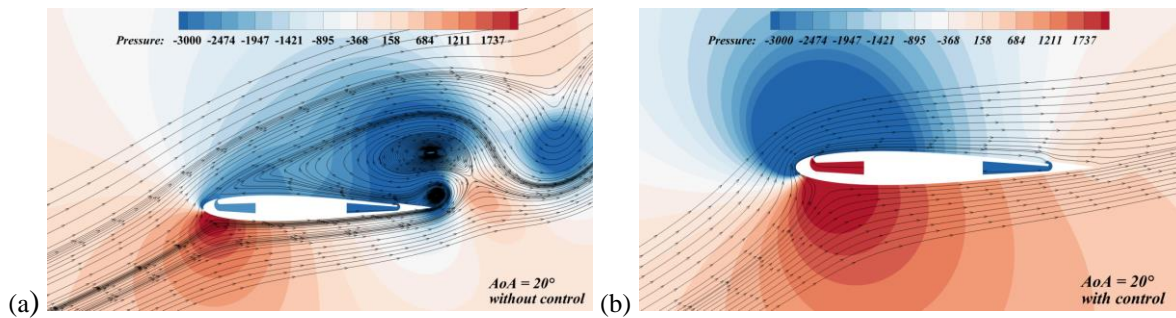 Pressure: -3000 -2474 -1947 -1421 -895 -368 158 684 1211 1737
AoA = 20°
without control
(a)
Pressure: -3000 -2474 -1947 -1421 -895 -368 158 684 1211 1737
AoA = 20°
with control
(b)